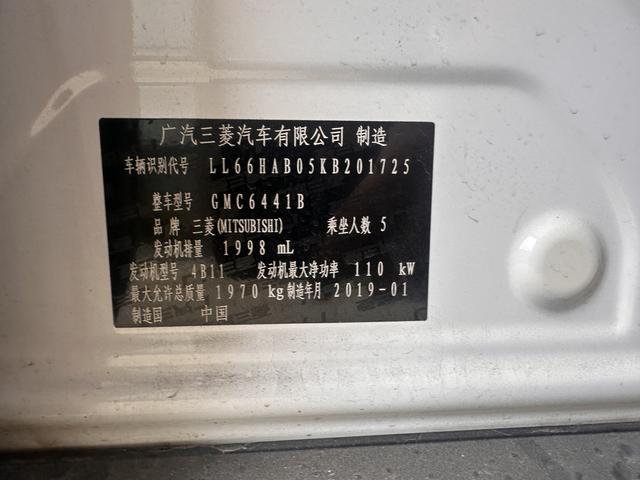 广汽三菱汽车有限公司 制造
车辆识别代号 LL66HAB05KB201725
整车型号 GMC6441B
品 牌 三菱(MITSUBISHI) 乘坐人数 5
发动机排量 1998 mL
发动机型号 4B11 发动机最大净功率 110 kW
最大允许总质量 1970 kg 制造年月 2019-01
制造国 中国